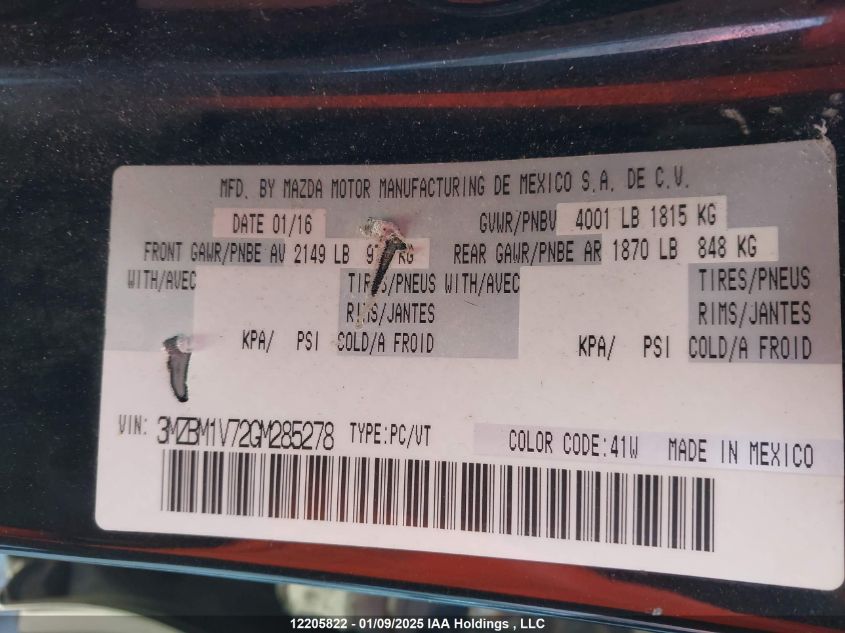 MFD. BY MAZDA MOTOR MANUFACTURING DE MEXICO S.A. DE C.V.
DATE 01/16 GVWR/PNBV 4001 LB 1815 KG
FRONT GAWR/PNBE AV 2149 LB KG REAR GAWR/PNBE AR 1870 LB 848 KG
WITH/AVEC TIRES/PNEUS WITH/AVEC TIRES/PNEUS
RIMS/JANTES RIMS/JANTES
KPA/ PSI COLD/A FROID KPA/ PSI COLD/A FROID
VIN: 3MZBM1V72GM285278 TYPE:PC/VT COLOR CODE:41W MADE IN MEXICO
12205822 - 01/09/2025 IAA Holdings , LLC